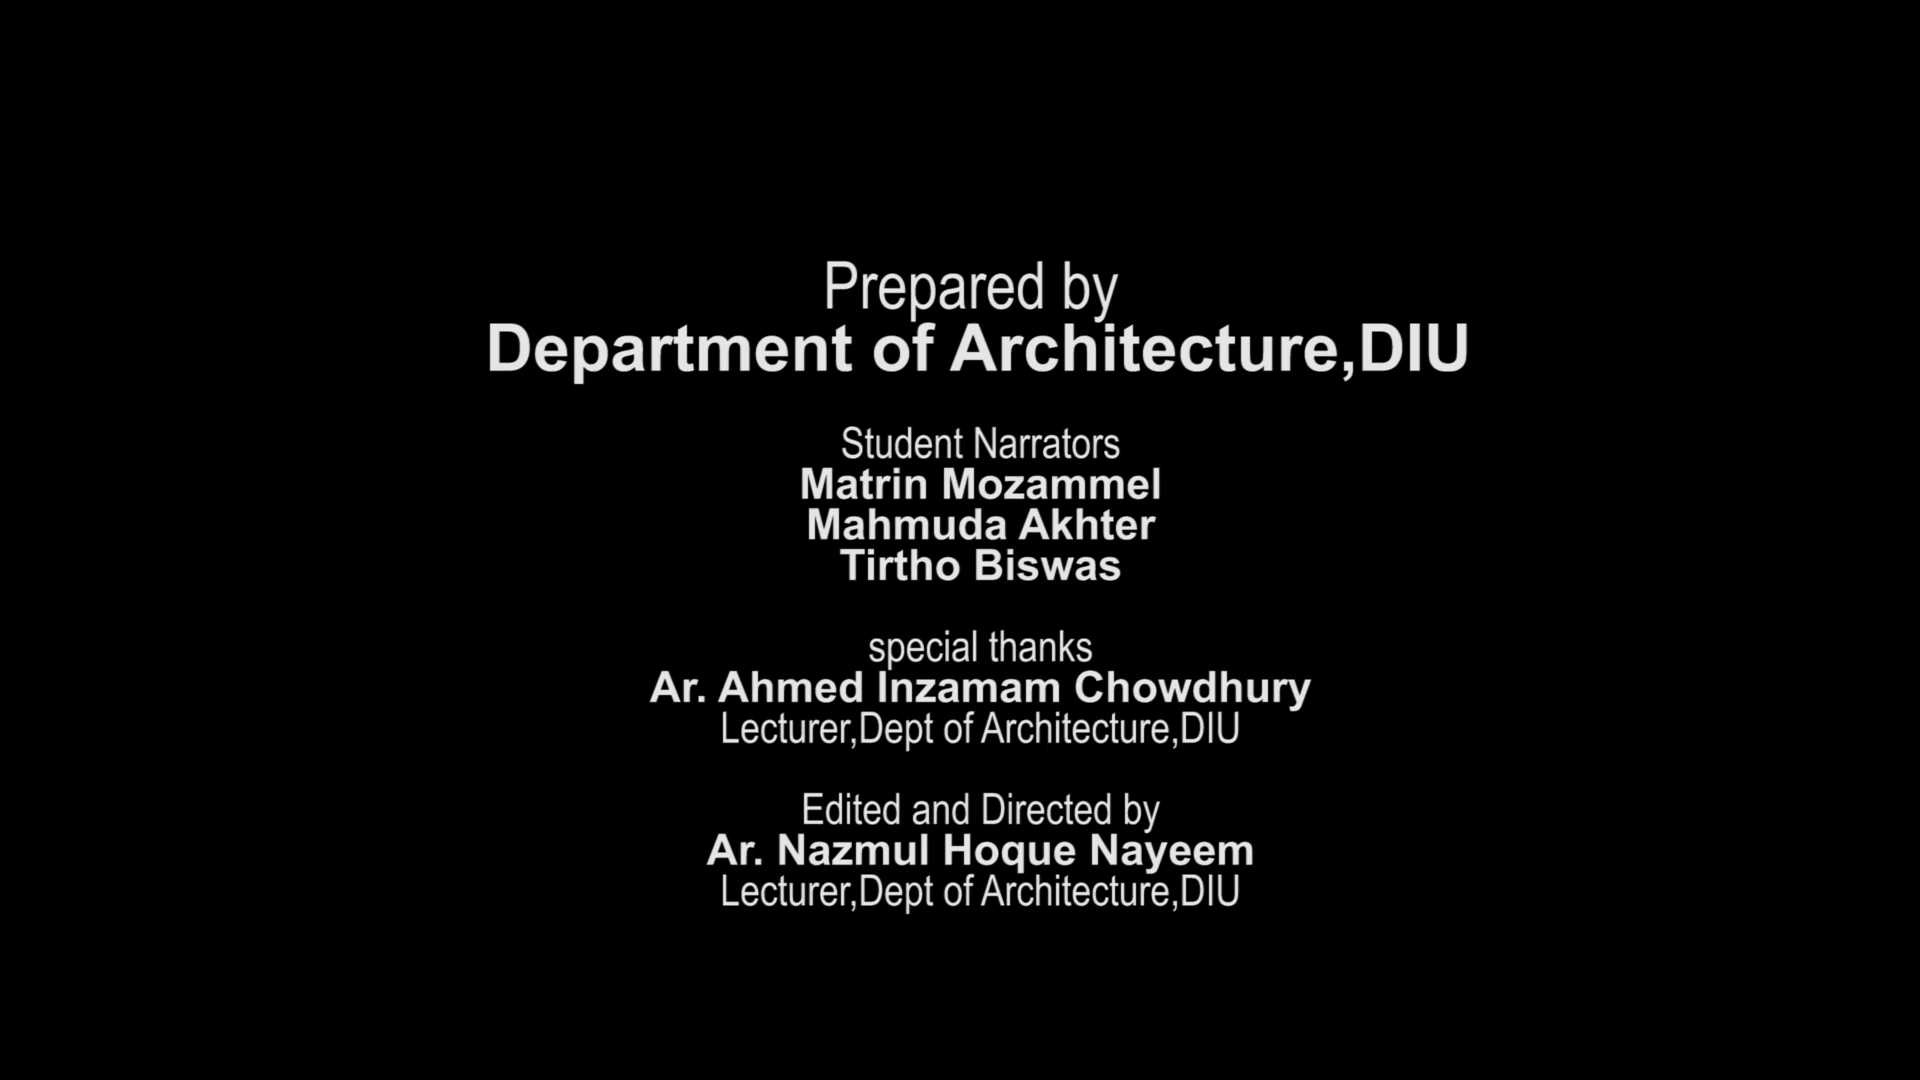 Prepared by
Department of Architecture,DIU
Student Narrators
Matrin Mozammel
Mahmuda Akhter
Tirtho Biswas
special thanks
Ar. Ahmed Inzamam Chowdhury
Lecturer,Dept of Architecture,DIU
Edited and Directed by
Ar. Nazmul Hoque Nayeem
Lecturer,Dept of Architecture,DIU